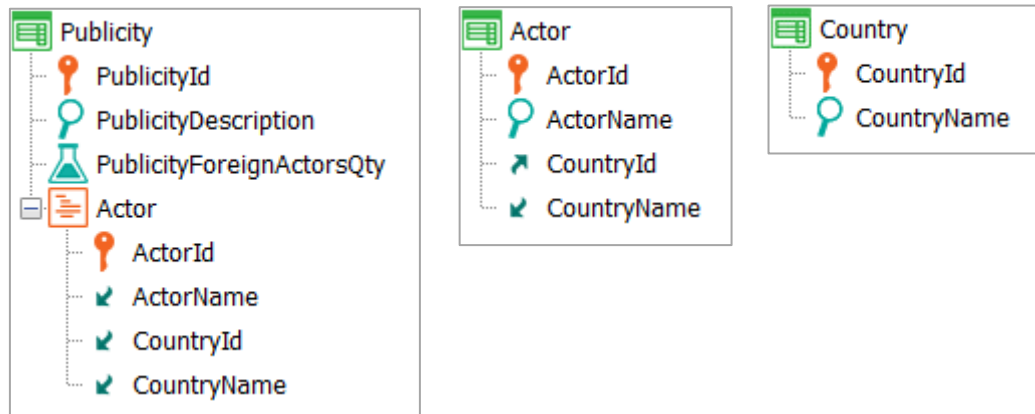 Publicity
PublicityId
PublicityDescription
PublicityForeignActorsQty
Actor
ActorId
ActorName
CountryId
CountryName
Actor
ActorId
ActorName
CountryId
CountryName
Country
CountryId
CountryName